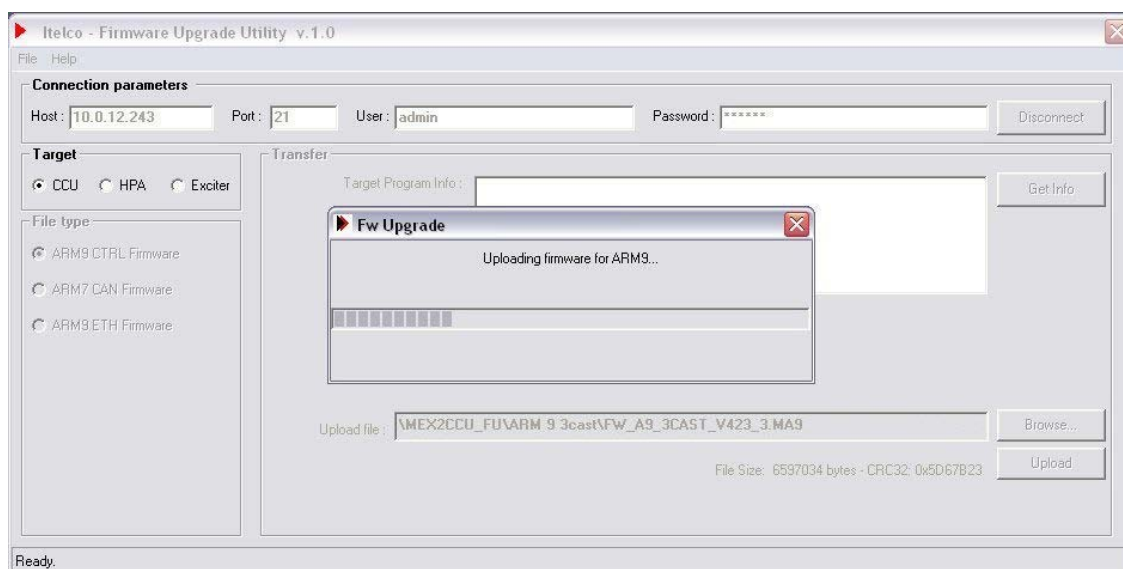 Itelco - Firmware Upgrade Utility v.1.0
File Help
Connection parameters
Host : 10.0.12.243 Port : 21 User : admin Password : ****** Disconnect
Target
CCU HPA Exciter
File type
ARM9 CTRL Firmware
ARM7 CAN Firmware
ARM9 ETH Firmware
Transfer
Target Program Info : Get Info
Fw Upgrade
Uploading firmware for ARM9...
Upload file : \MEX2CCU_FU\ARM 9 3cast\FW_A9_3CAST_V423_3.MA9 Browse...
File Size: 6597034 bytes - CRC32: 0x5D67B23 Upload
Ready.